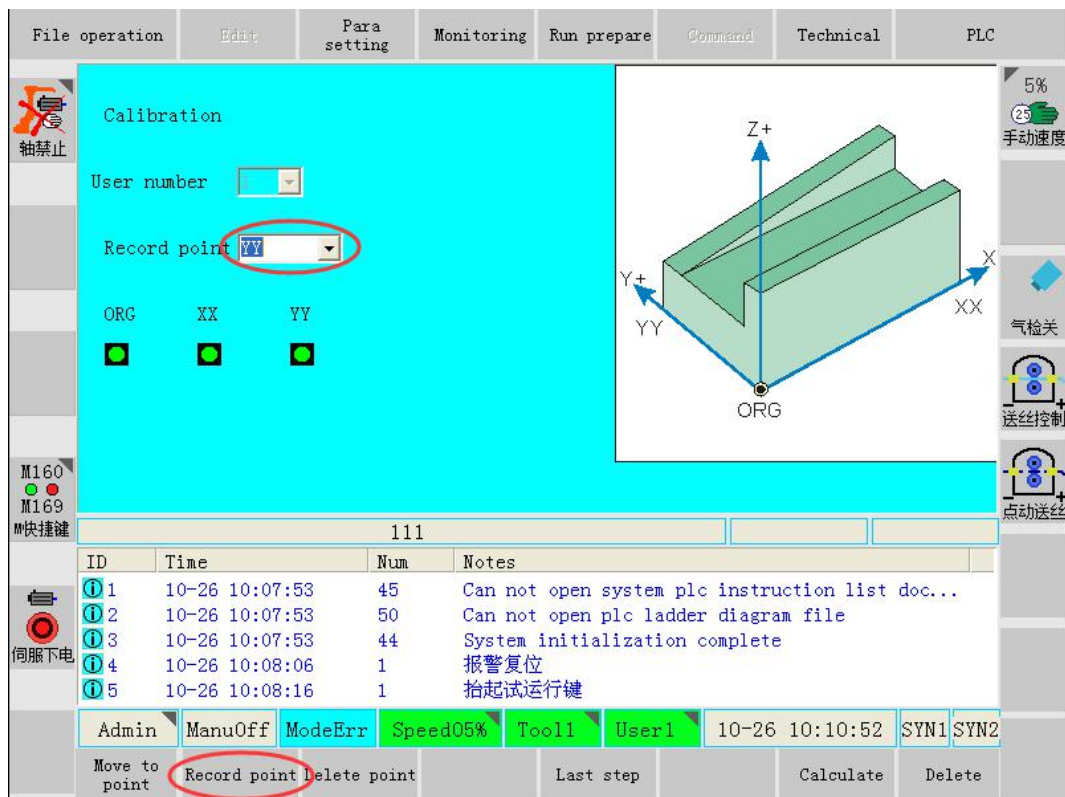 File operation
Edit
Para setting
Monitoring
Run prepare
Command
Technical
PLC
轴禁止
M160
M169
M快捷键
伺服下电
Calibration
User number
Record point YY
ORG XX YY
Z+
Y+
YY
X
XX
ORG
5%
25
手动速度
气检关
送丝控制
点动送丝
111
ID Time Num Notes
1 10-26 10:07:53 45 Can not open system plc instruction list doc...
2 10-26 10:07:53 50 Can not open plc ladder diagram file
3 10-26 10:07:53 44 System initialization complete
4 10-26 10:08:06 1 报警复位
5 10-26 10:08:16 1 抬起试运行键
Admin ManuOff ModeErr Speed05% Tool1 User1 10-26 10:10:52 SYN1 SYN2
Move to point
Record point
Delete point
Last step
Calculate
Delete